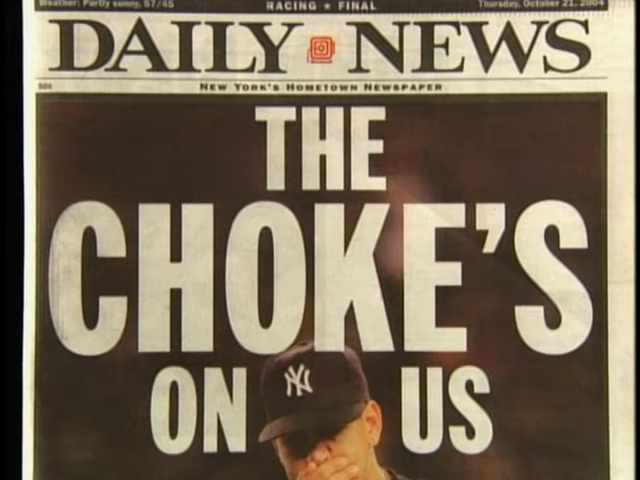 Weather: Partly sunny, 57/45 RACING ★ FINAL Thursday, October 21, 2004
DAILY NEWS
50¢ NEW YORK'S HOMETOWN NEWSPAPER
THE
CHOKE'S
ON US
NY